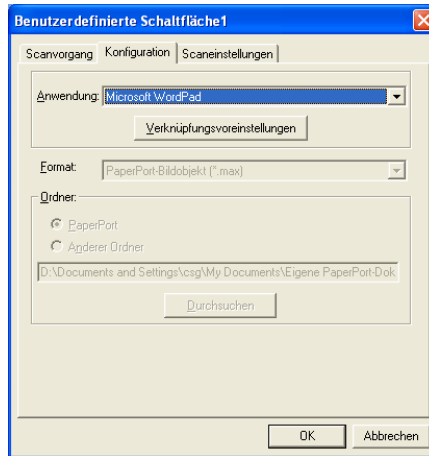 Benutzerdefinierte Schaltfläche1
Scanvorgang Konfiguration Scaneinstellungen
Anwendung: Microsoft WordPad
Verknüpfungsvoreinstellungen
Format: PaperPort-Bildobjekt (*.max)
Ordner:
PaperPort
Anderer Ordner
D:\Documents and Settings\csg\My Documents\Eigene PaperPort-Dok
Durchsuchen
OK Abbrechen